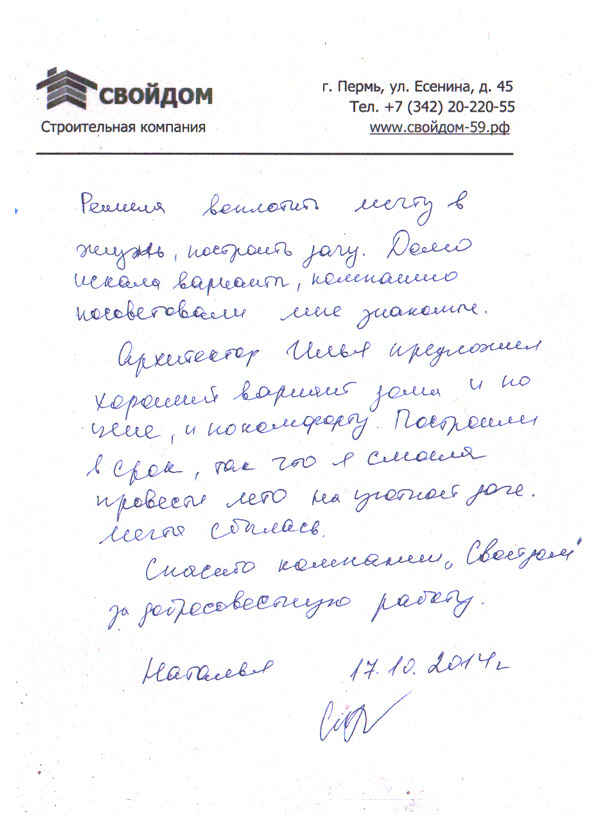 СВОЙДОМ
Строительная компания
г. Пермь, ул. Есенина, д. 45
Тел. +7 (342) 20-220-55
www.свойдом-59.рф
Решила воплотить мечту в
жизнь, построить дачу. Долго
искала варианты, компанию
посоветовали мне знакомые.
Архитектор Илья предложил
хороший вариант дома и по
цене, и по комфорту. Построили
в срок, так что я смогла
провести лето на уютной даче.
Мечта сбылась.
Спасибо компании „Свой дом"
за добросовестную работу.
Наталья 17.10.2014г